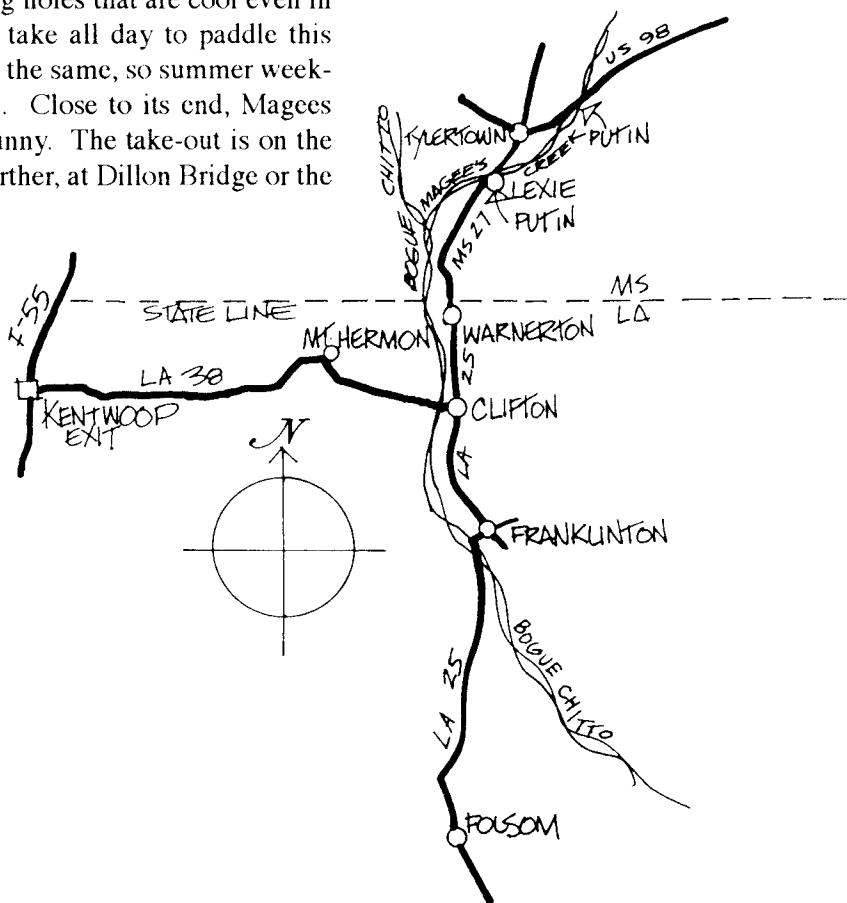 g holes that are cool even in
take all day to paddle this
the same, so summer week-
. Close to its end, Magees
unny. The take-out is on the
rther, at Dillon Bridge or the
US 98
PUTIN
TYLERTOWN
CHITTO
BOGUE
MAGEE'S
CREEK
LEXIE
PUTIN
MS 27
I-55
STATE LINE
MS
LA
MT. HERMON
WARNERTON
25
LA 38
CLIFTON
KENTWOOD
EXIT
LA
N
FRANKLINTON
BOGUE CHITTO
LA 25
FOLSOM